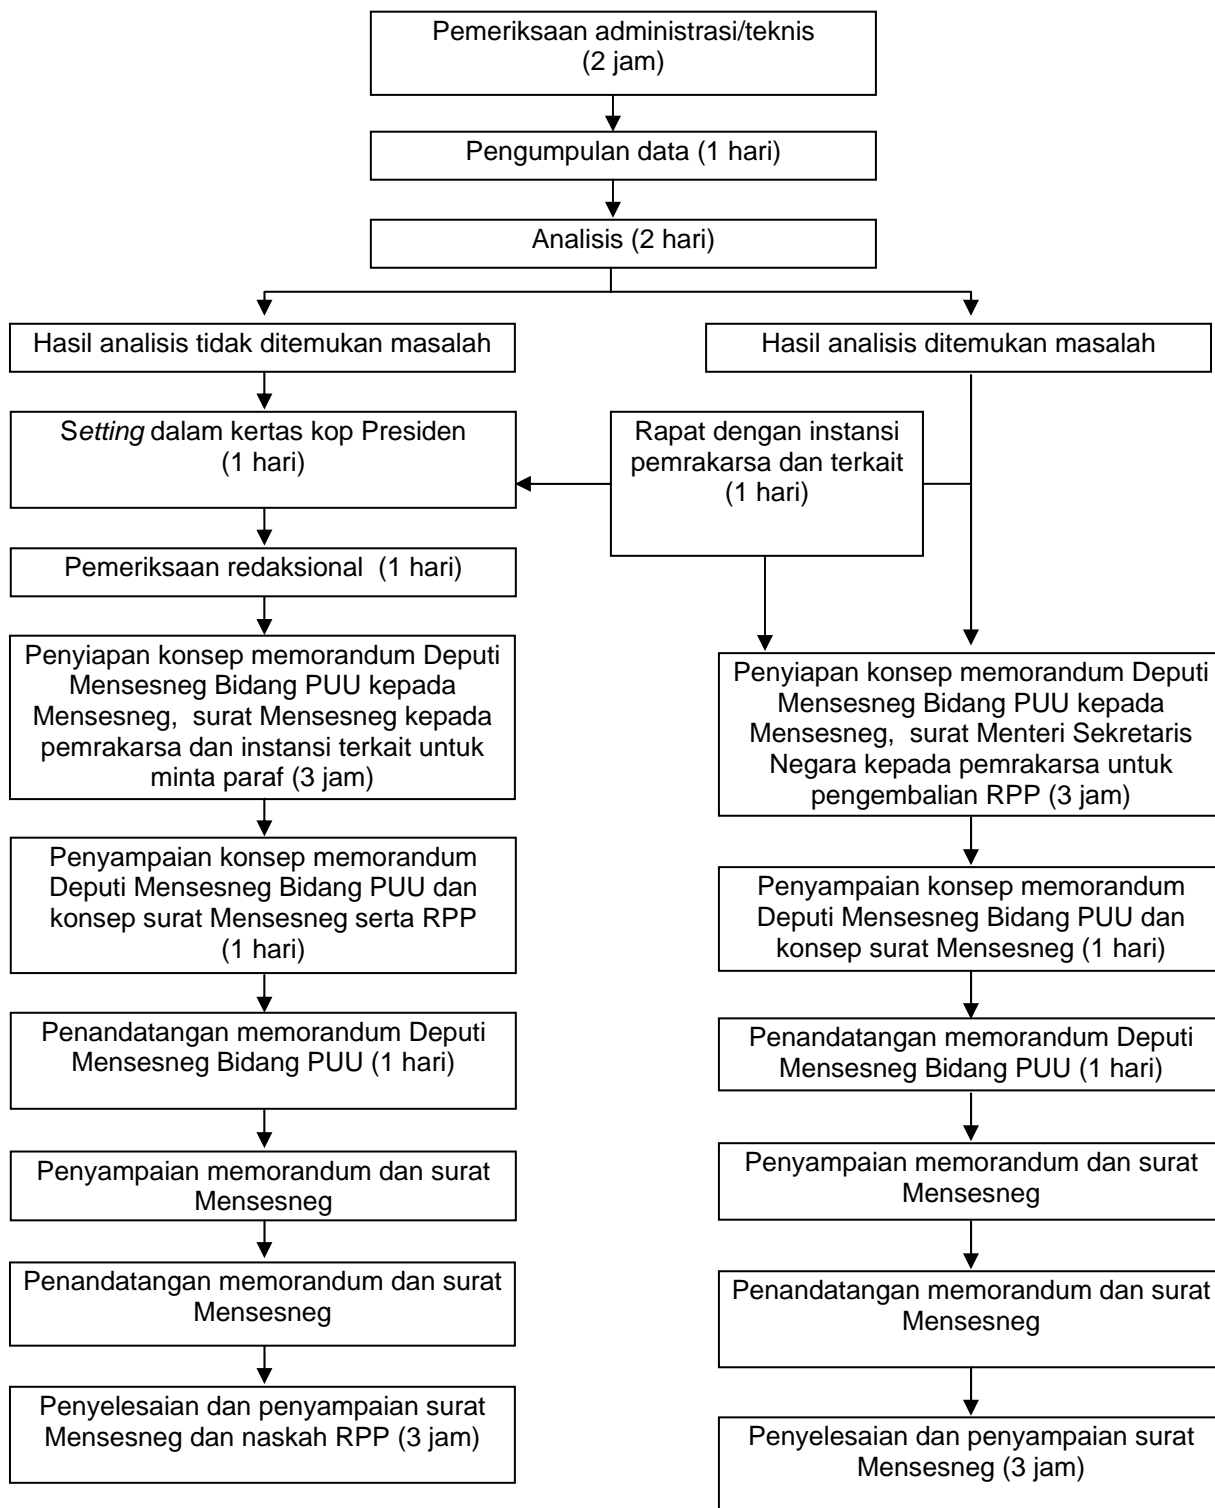 Pemeriksaan administrasi/teknis
(2 jam)
Pengumpulan data (1 hari)
Analisis (2 hari)
Hasil analisis tidak ditemukan masalah
Hasil analisis ditemukan masalah
Setting dalam kertas kop Presiden
(1 hari)
Rapat dengan instansi
pemrakarsa dan terkait
(1 hari)
Pemeriksaan redaksional (1 hari)
Penyiapan konsep memorandum Deputi
Mensesneg Bidang PUU kepada
Mensesneg, surat Mensesneg kepada
pemrakarsa dan instansi terkait untuk
minta paraf (3 jam)
Penyampaian konsep memorandum
Deputi Mensesneg Bidang PUU dan
konsep surat Mensesneg serta RPP
(1 hari)
Penandatangan memorandum Deputi
Mensesneg Bidang PUU (1 hari)
Penyampaian memorandum dan surat
Mensesneg
Penandatangan memorandum dan surat
Mensesneg
Penyelesaian dan penyampaian surat
Mensesneg dan naskah RPP (3 jam)
Penyiapan konsep memorandum Deputi
Mensesneg Bidang PUU kepada
Mensesneg, surat Menteri Sekretaris
Negara kepada pemrakarsa untuk
pengembalian RPP (3 jam)
Penyampaian konsep memorandum
Deputi Mensesneg Bidang PUU dan
konsep surat Mensesneg (1 hari)
Penandatangan memorandum Deputi
Mensesneg Bidang PUU (1 hari)
Penyampaian memorandum dan surat
Mensesneg
Penandatangan memorandum dan surat
Mensesneg
Penyelesaian dan penyampaian surat
Mensesneg (3 jam)